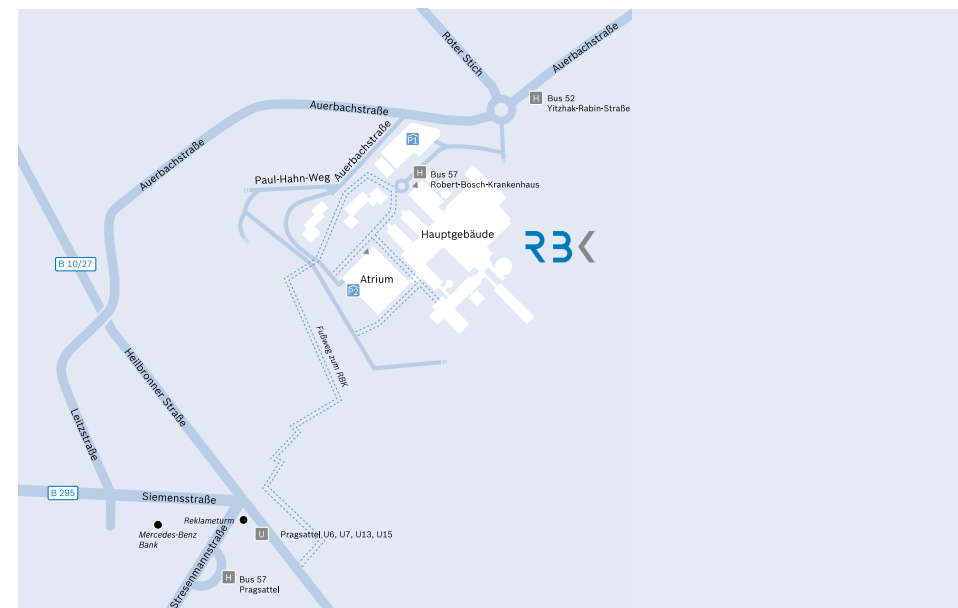 Roter Stich
Auerbachstraße
H Bus 52
Yitzhak-Rabin-Straße
Auerbachstraße
P1
Auerbachstraße
Auerbachstraße
Paul-Hahn-Weg
H Bus 57
Robert-Bosch-Krankenhaus
Hauptgebäude
RBK
B 10/27
Atrium
P2
Fußweg zum RBK
Heilbronner Straße
Leitzstraße
B 295
Siemensstraße
Reklameturm
Mercedes-Benz
Bank
U Pragsattel U6, U7, U13, U15
Stresemannstraße
H Bus 57
Pragsattel